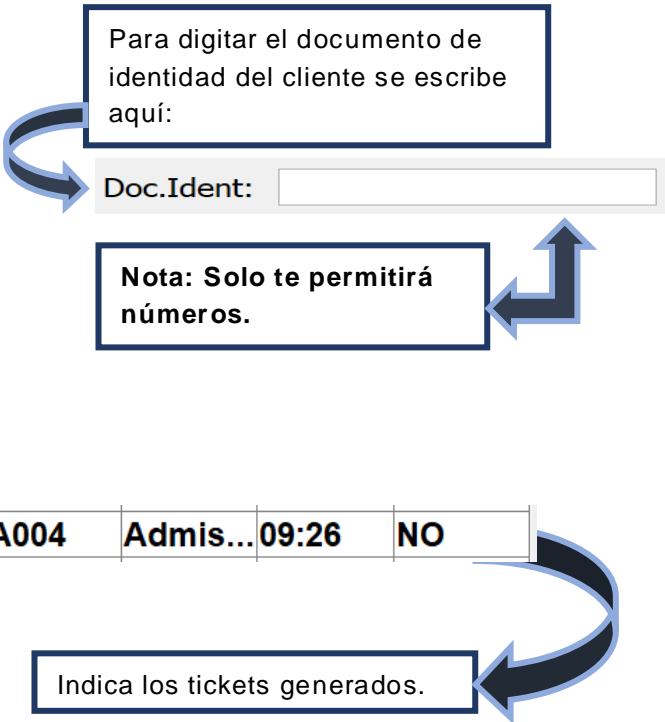 Para digitar el documento de
identidad del cliente se escribe
aquí:
Doc.Ident:
Nota: Solo te permitirá
números.
A004 Admis... 09:26 NO
Indica los tickets generados.